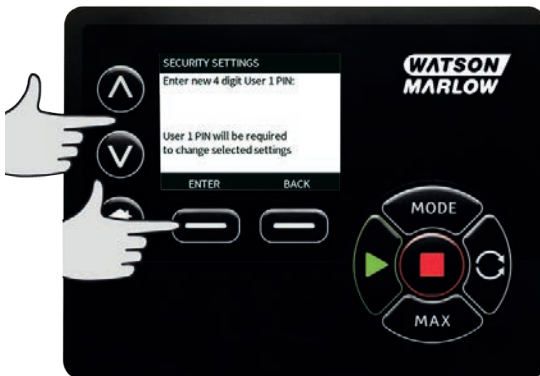 SECURITY SETTINGS
Enter new 4 digit User 1 PIN:
User 1 PIN will be required
to change selected settings
ENTER BACK
WATSON
MARLOW
MODE
MAX